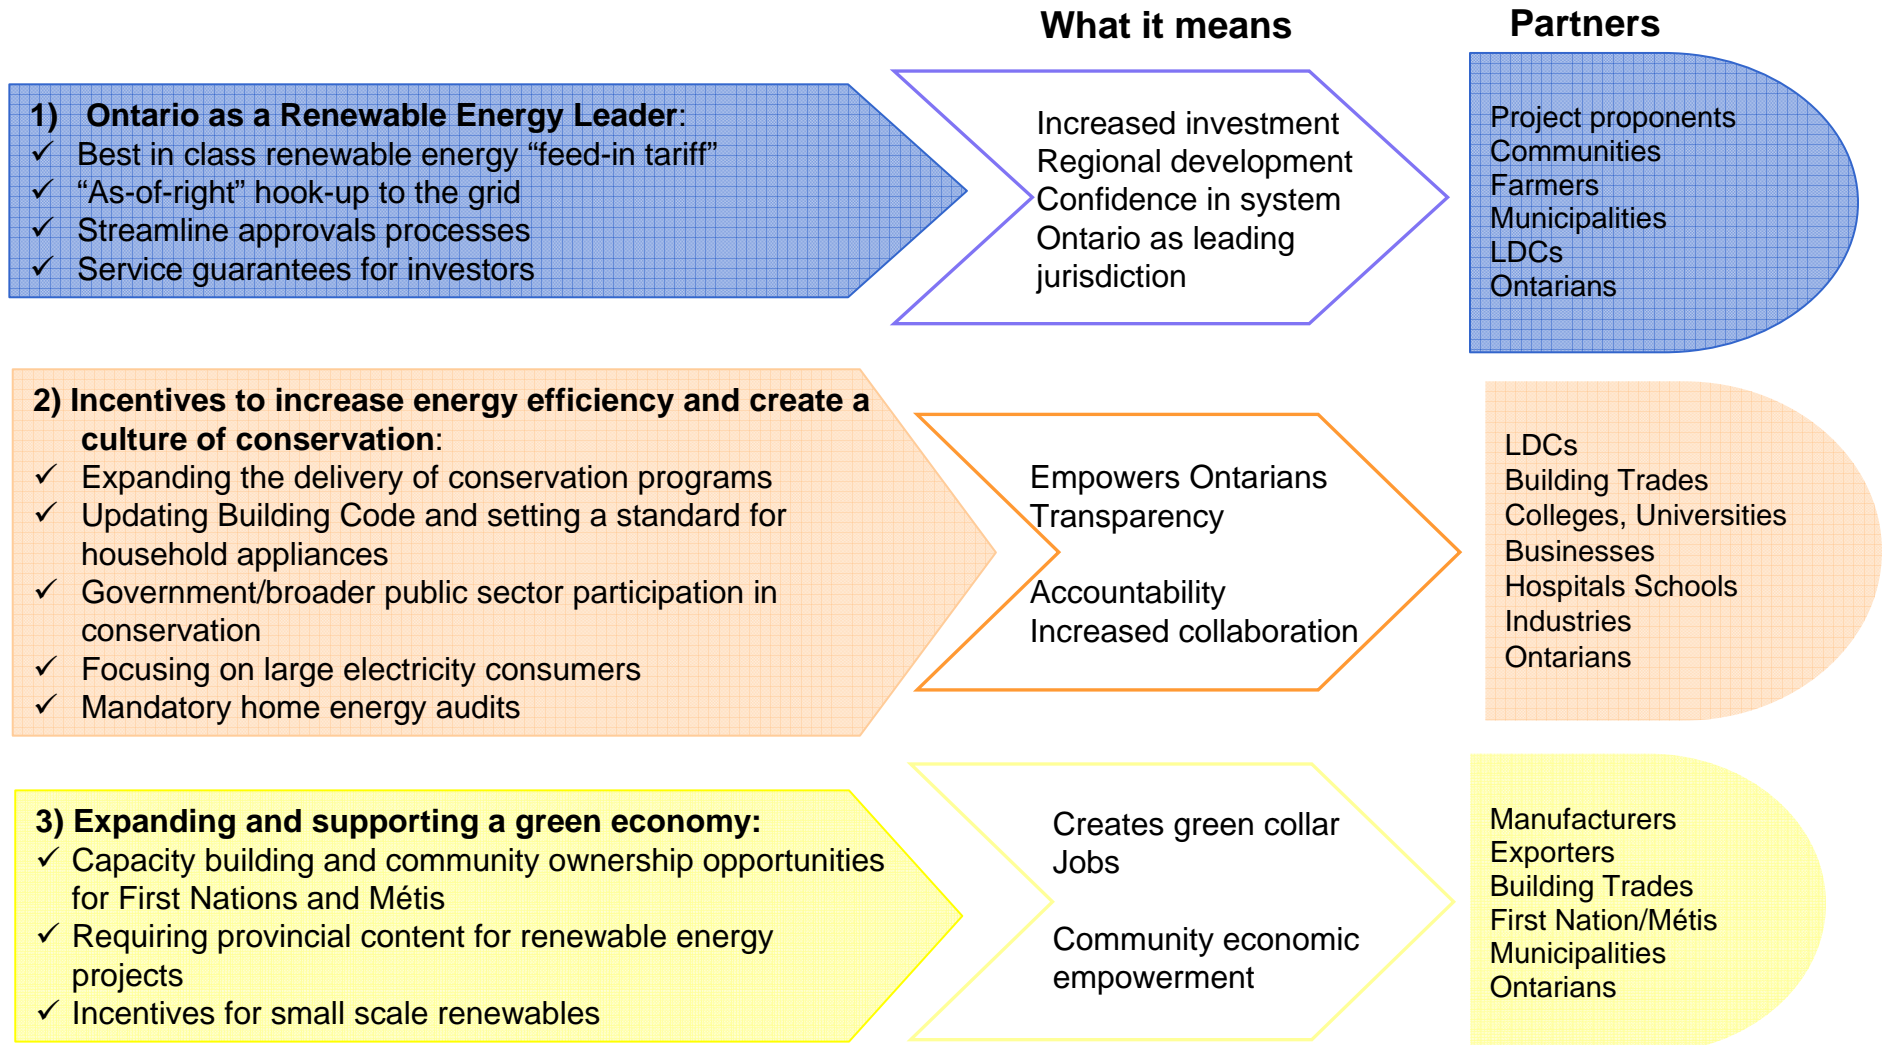 What it means
Partners
1) Ontario as a Renewable Energy Leader:
✓ Best in class renewable energy “feed-in tariff”
✓ “As-of-right” hook-up to the grid
✓ Streamline approvals processes
✓ Service guarantees for investors
Increased investment
Regional development
Confidence in system
Ontario as leading
jurisdiction
Project proponents
Communities
Farmers
Municipalities
LDCs
Ontarians
2) Incentives to increase energy efficiency and create a
culture of conservation:
✓ Expanding the delivery of conservation programs
✓ Updating Building Code and setting a standard for
household appliances
✓ Government/broader public sector participation in
conservation
✓ Focusing on large electricity consumers
✓ Mandatory home energy audits
Empowers Ontarians
Transparency
Accountability
Increased collaboration
LDCs
Building Trades
Colleges, Universities
Businesses
Hospitals Schools
Industries
Ontarians
3) Expanding and supporting a green economy:
✓ Capacity building and community ownership opportunities
for First Nations and Métis
✓ Requiring provincial content for renewable energy
projects
✓ Incentives for small scale renewables
Creates green collar
Jobs
Community economic
empowerment
Manufacturers
Exporters
Building Trades
First Nation/Métis
Municipalities
Ontarians